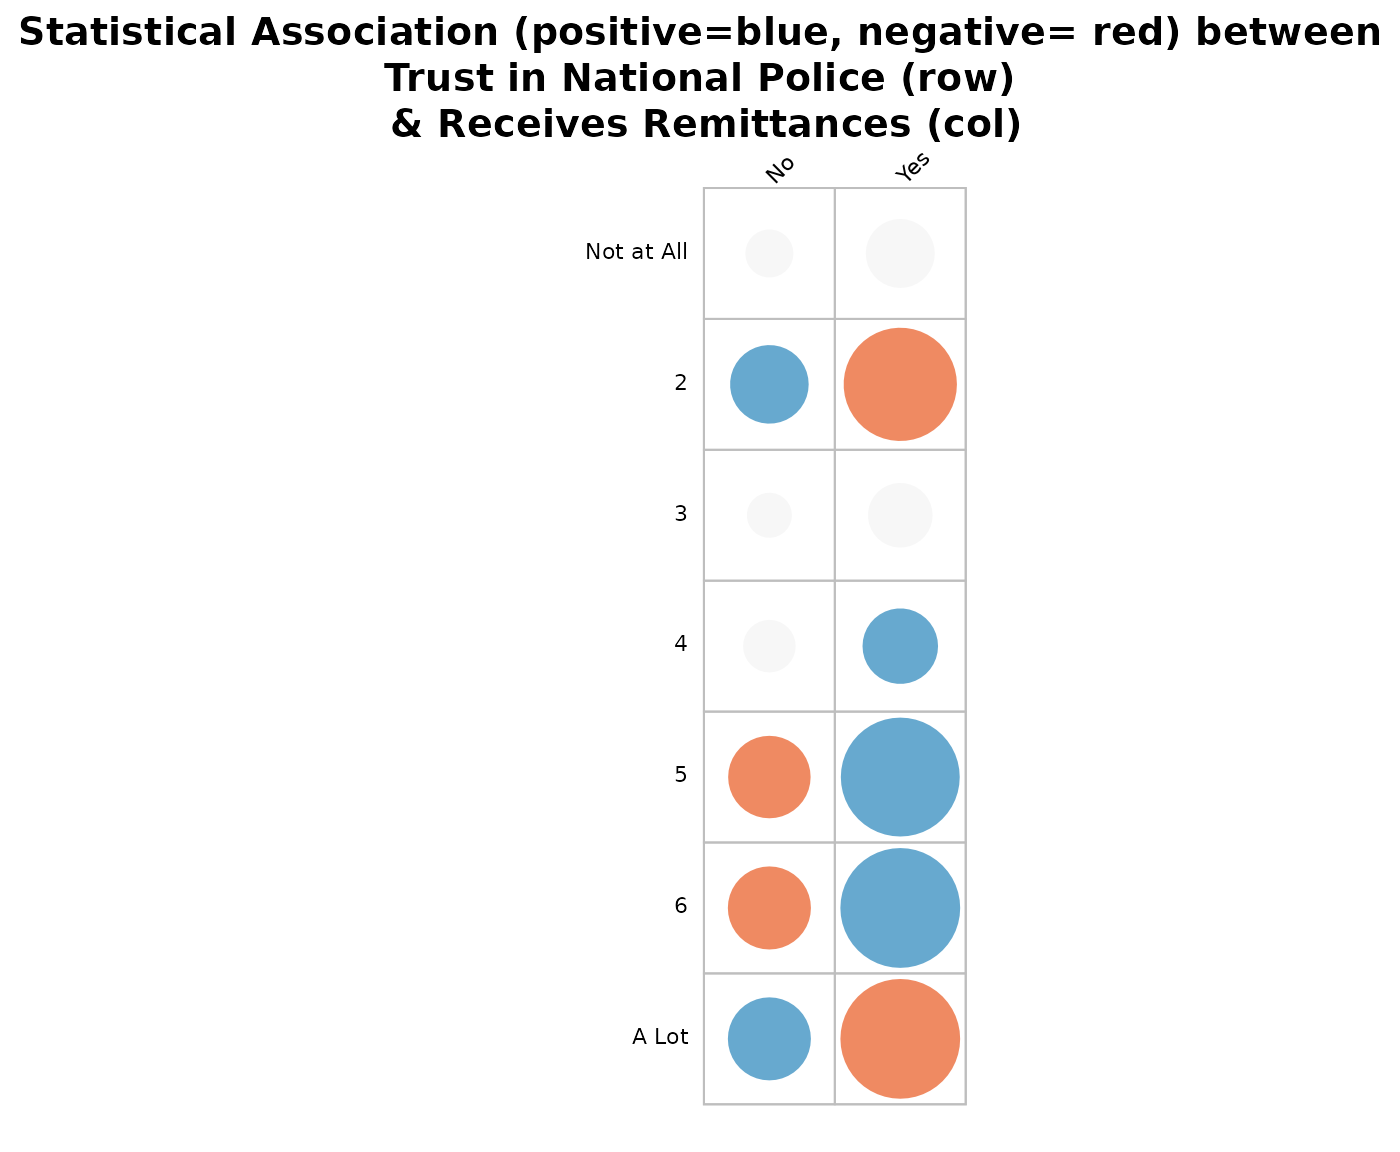 Statistical Association (positive=blue, negative= red) between
Trust in National Police (row)
& Receives Remittances (col)
No Yes
Not at All
2
3
4
5
6
A Lot